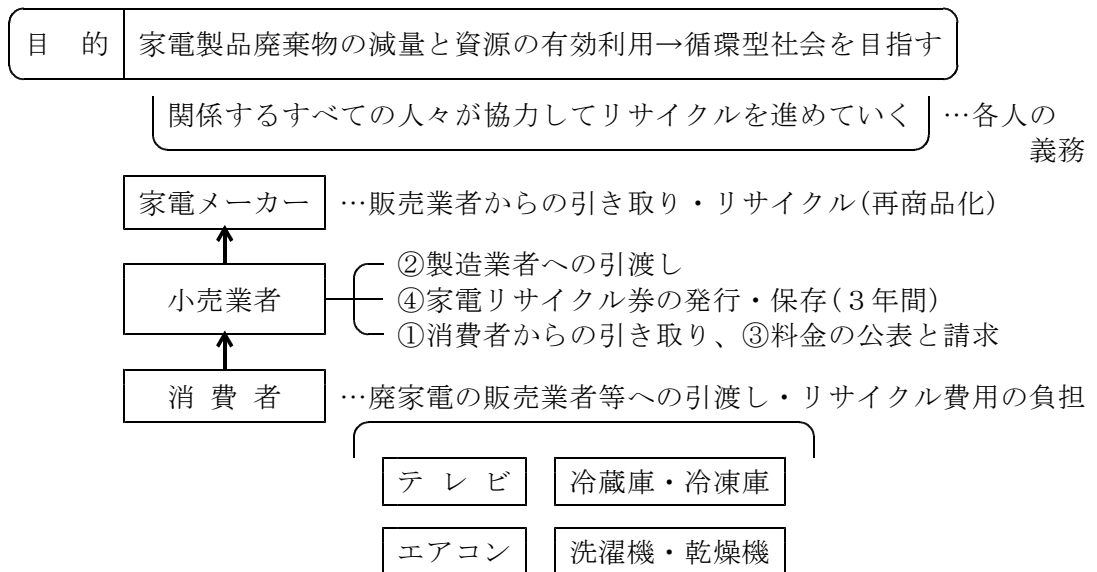 目　的　家電製品廃棄物の減量と資源の有効利用→循環型社会を目指す
関係するすべての人々が協力してリサイクルを進めていく　…各人の
義務
家電メーカー　…販売業者からの引き取り・リサイクル(再商品化)
②製造業者への引渡し
小売業者　④家電リサイクル券の発行・保存(３年間)
①消費者からの引き取り、③料金の公表と請求
消 費 者　…廃家電の販売業者等への引渡し・リサイクル費用の負担
テ レ ビ　冷蔵庫・冷凍庫
エアコン　洗濯機・乾燥機